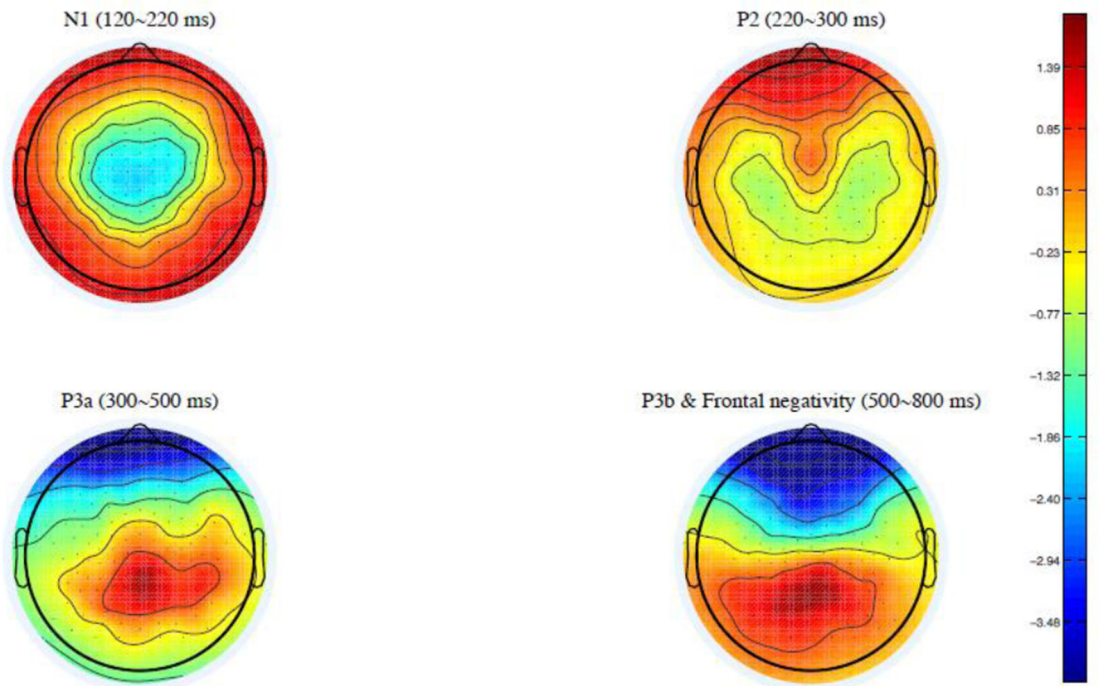 N1 (120~220 ms)
P2 (220~300 ms)
1.39
0.85
0.31
−0.23
−0.77
−1.32
−1.86
−2.40
−2.94
−3.48
P3a (300~500 ms)
P3b & Frontal negativity (500~800 ms)